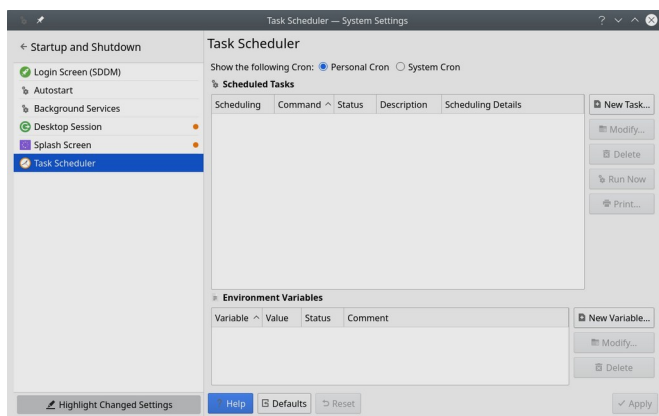 Task Scheduler — System Settings
Startup and Shutdown
Login Screen (SDDM)
Autostart
Background Services
Desktop Session
Splash Screen
Task Scheduler
Highlight Changed Settings
Task Scheduler
Show the following Cron: Personal Cron System Cron
Scheduled Tasks
Scheduling Command Status Description Scheduling Details
New Task...
Modify...
Delete
Run Now
Print...
Environment Variables
Variable Value Status Comment
New Variable...
Modify...
Delete
Help Defaults Reset Apply